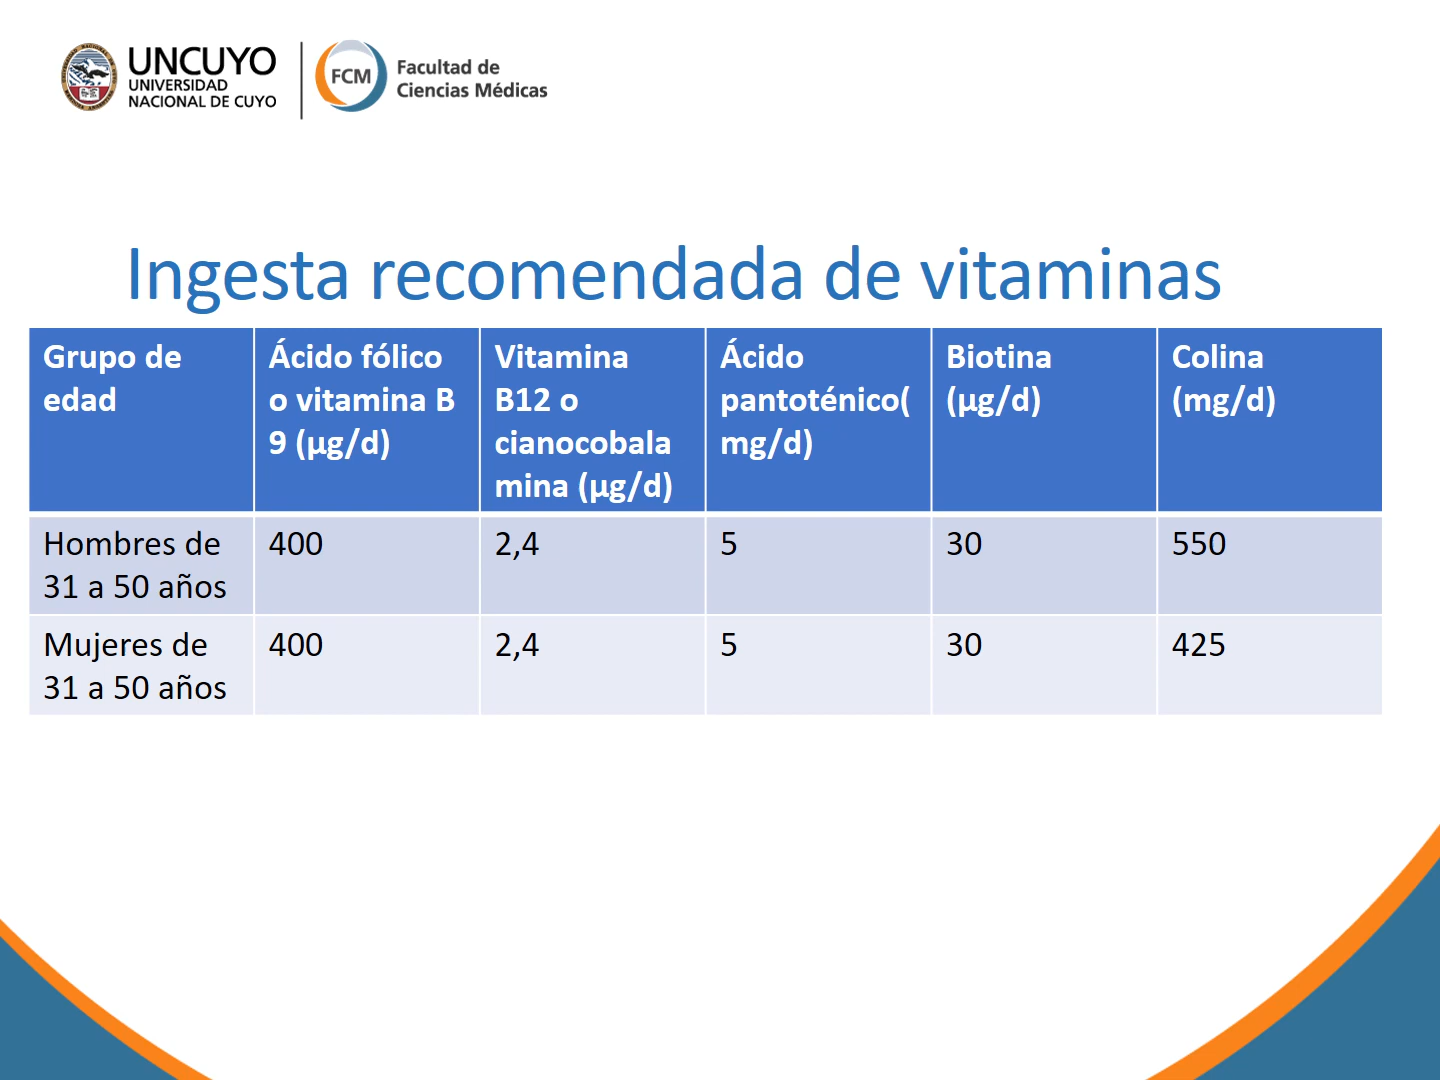 UNCUYO
UNIVERSIDAD
NACIONAL DE CUYO
FCM
Facultad de
Ciencias Médicas
Ingesta recomendada de vitaminas
Grupo de
edad
Ácido fólico
o vitamina B
9 (µg/d)
Vitamina
B12 o
cianocobala
mina (µg/d)
Ácido
pantoténico(
mg/d)
Biotina
(µg/d)
Colina
(mg/d)
Hombres de
31 a 50 años
400
2,4
5
30
550
Mujeres de
31 a 50 años
400
2,4
5
30
425